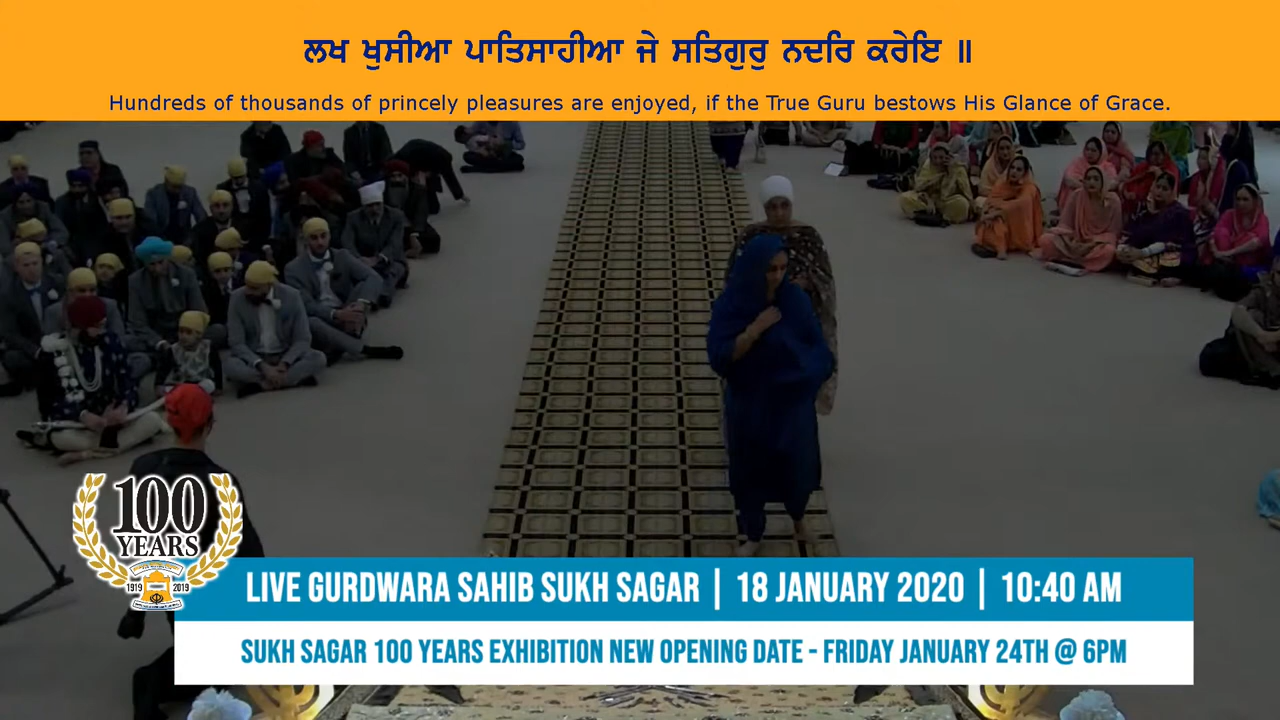 ਲਖ ਖੁਸੀਆ ਪਾਤਿਸਾਹੀਆ ਜੇ ਸਤਿਗੁਰੁ ਨਦਰਿ ਕਰੇਇ ॥
Hundreds of thousands of princely pleasures are enjoyed, if the True Guru bestows His Glance of Grace.
100
YEARS
1919 2019
LIVE GURDWARA SAHIB SUKH SAGAR | 18 JANUARY 2020 | 10:40 AM
SUKH SAGAR 100 YEARS EXHIBITION NEW OPENING DATE - FRIDAY JANUARY 24TH @ 6PM